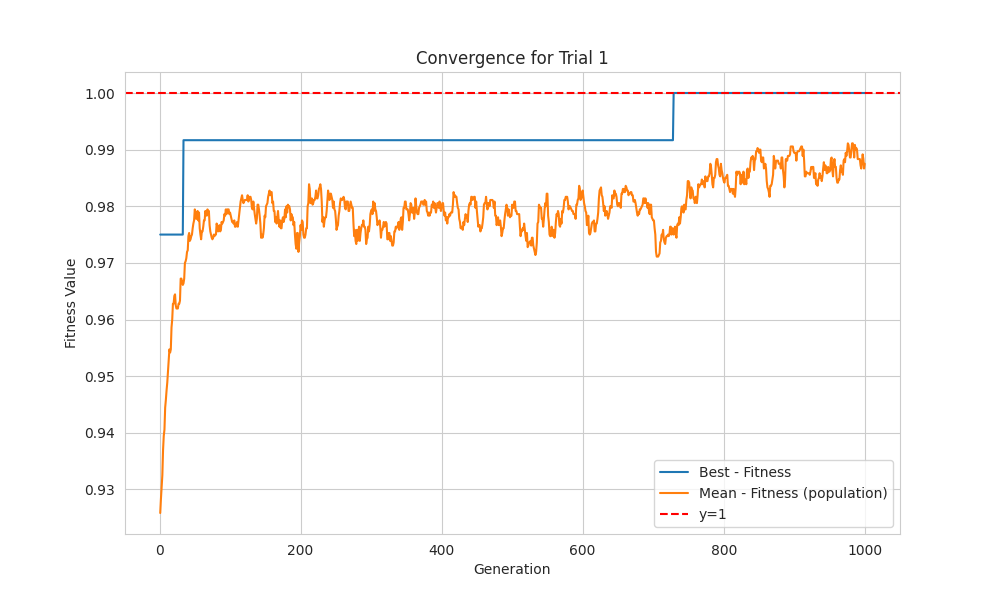 Convergence for Trial 1
Fitness Value
1.00
0.99
0.98
0.97
0.96
0.95
0.94
0.93
Best - Fitness
Mean - Fitness (population)
y=1
0 200 400 600 800 1000
Generation